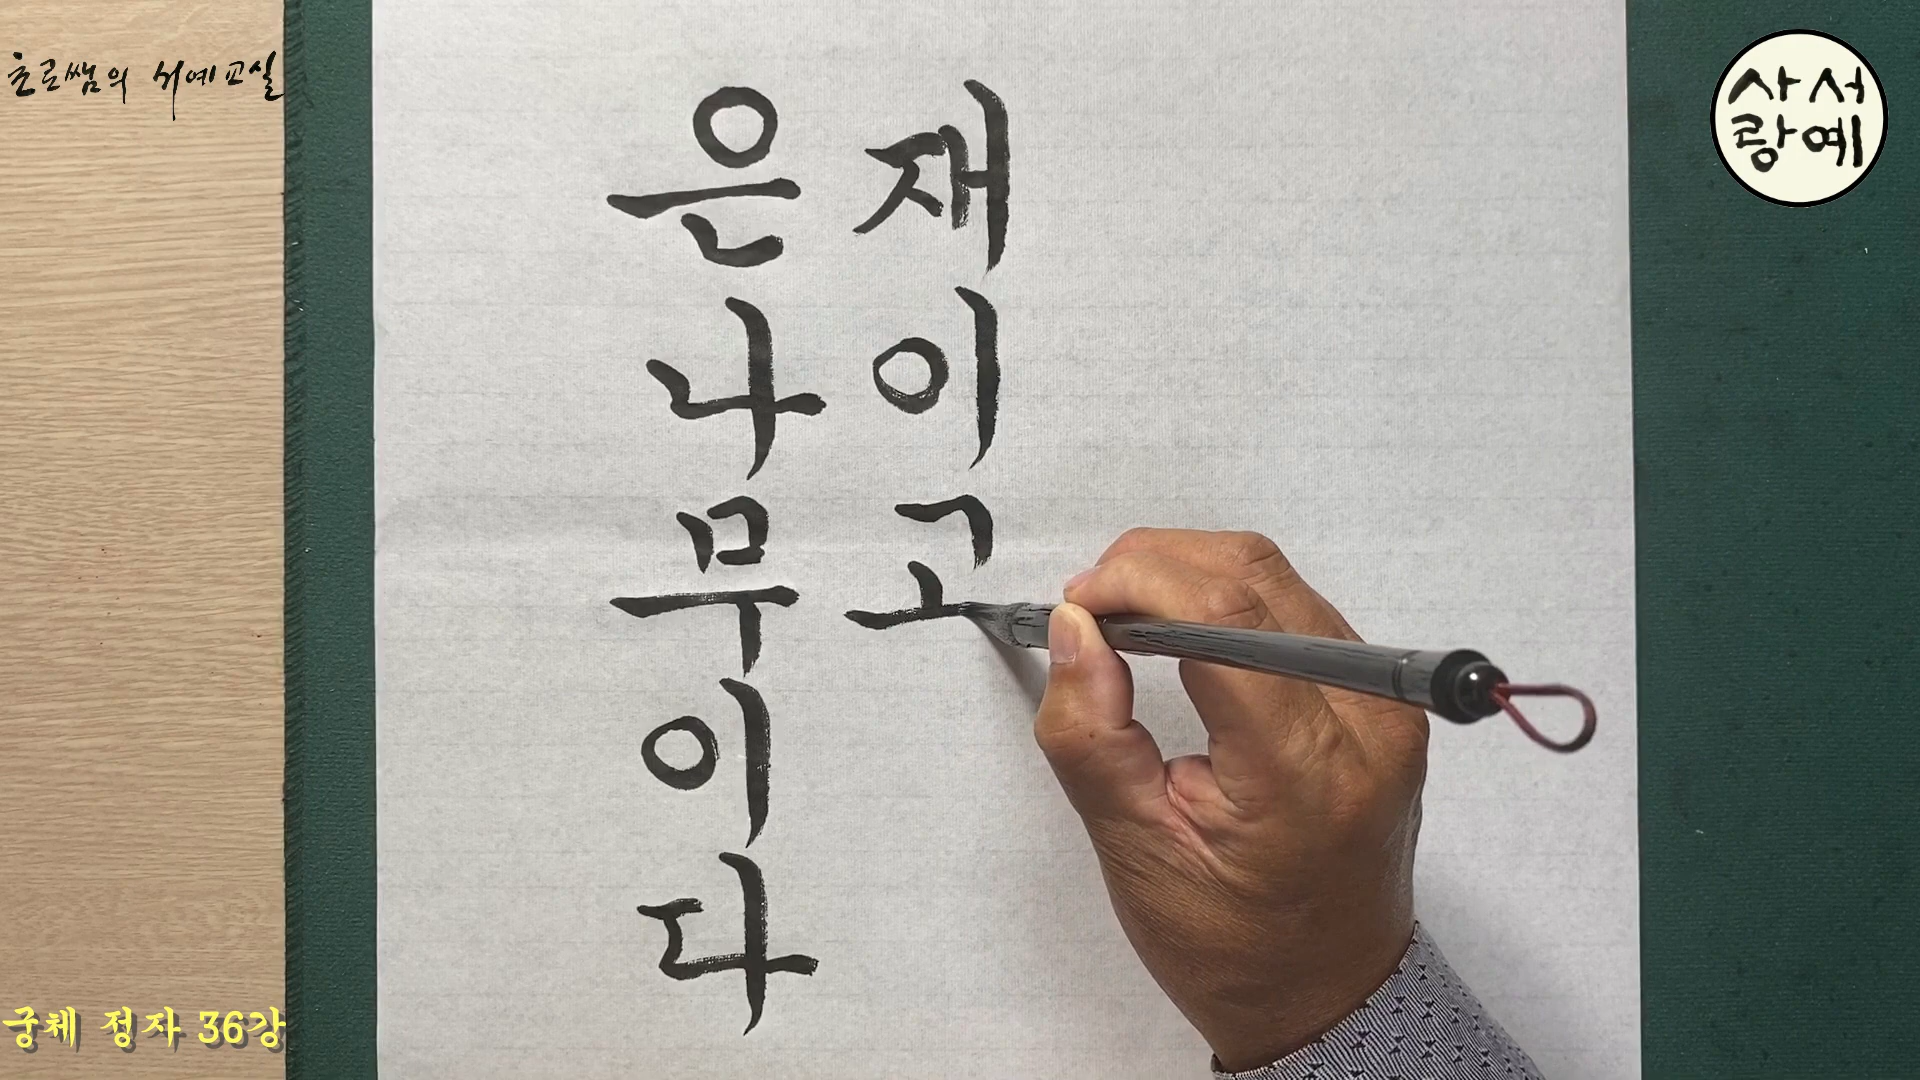 초로쌤의 서예교실
서예
사랑
재이고
은나무이다
궁체 정자 36강